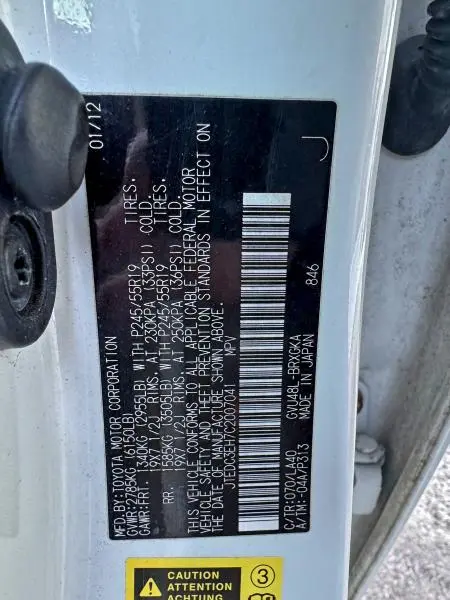 MFD.BY:TOYOTA MOTOR CORPORATION 01/12
GVWR:2785KG (6150LB)
GAWR:FRT. 1340KG (2955LB) WITH P245/55R19 TIRES.
19X7 1/2J RIMS, AT 230KPA (33PSI) COLD.
RR. 1585KG (3505LB) WITH P245/55R19 TIRES.
19X7 1/2J RIMS, AT 250KPA (36PSI) COLD.
THIS VEHICLE CONFORMS TO ALL APPLICABLE FEDERAL MOTOR
VEHICLE SAFETY AND THEFT PREVENTION STANDARDS IN EFFECT ON
THE DATE OF MANUFACTURE SHOWN ABOVE.
JTEDC3EH7C2007041 MPV
J
846
C/TR:070/LA40 GVU48L-BRXGKA
A/TM:-04A/P313 MADE IN JAPAN
CAUTION
ACHTUNG
ATTENTION
3